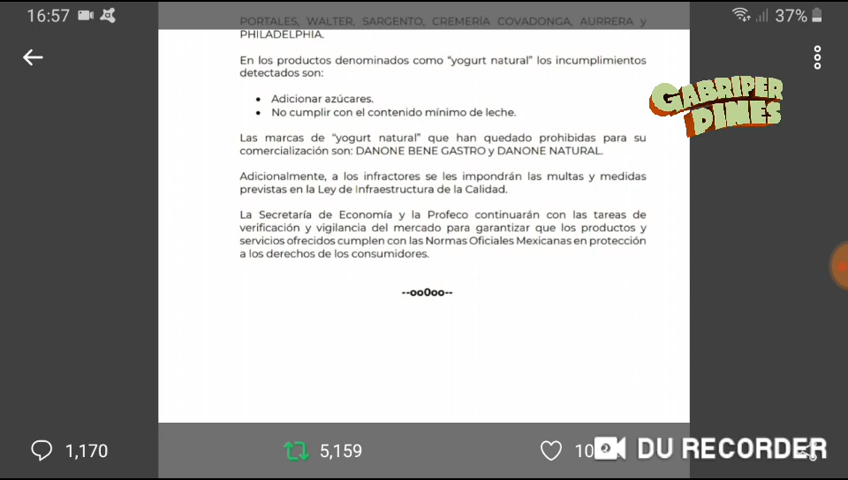 16:57
37%
PORTALES, WALTER, SARGENTO, CREMERÍA COVADONGA, AURRERA y
PHILADELPHIA.
En los productos denominados como "yogurt natural" los incumplimientos
detectados son:
• Adicionar azúcares.
• No cumplir con el contenido mínimo de leche.
Las marcas de "yogurt natural" que han quedado prohibidas para su
comercialización son: DANONE BENE GASTRO y DANONE NATURAL.
Adicionalmente, a los infractores se les impondrán las multas y medidas
previstas en la Ley de Infraestructura de la Calidad.
La Secretaría de Economía y la Profeco continuarán con las tareas de
verificación y vigilancia del mercado para garantizar que los productos y
servicios ofrecidos cumplen con las Normas Oficiales Mexicanas en protección
a los derechos de los consumidores.
--oo0oo--
GABRIPER
PINES
1,170
5,159
DU RECORDER